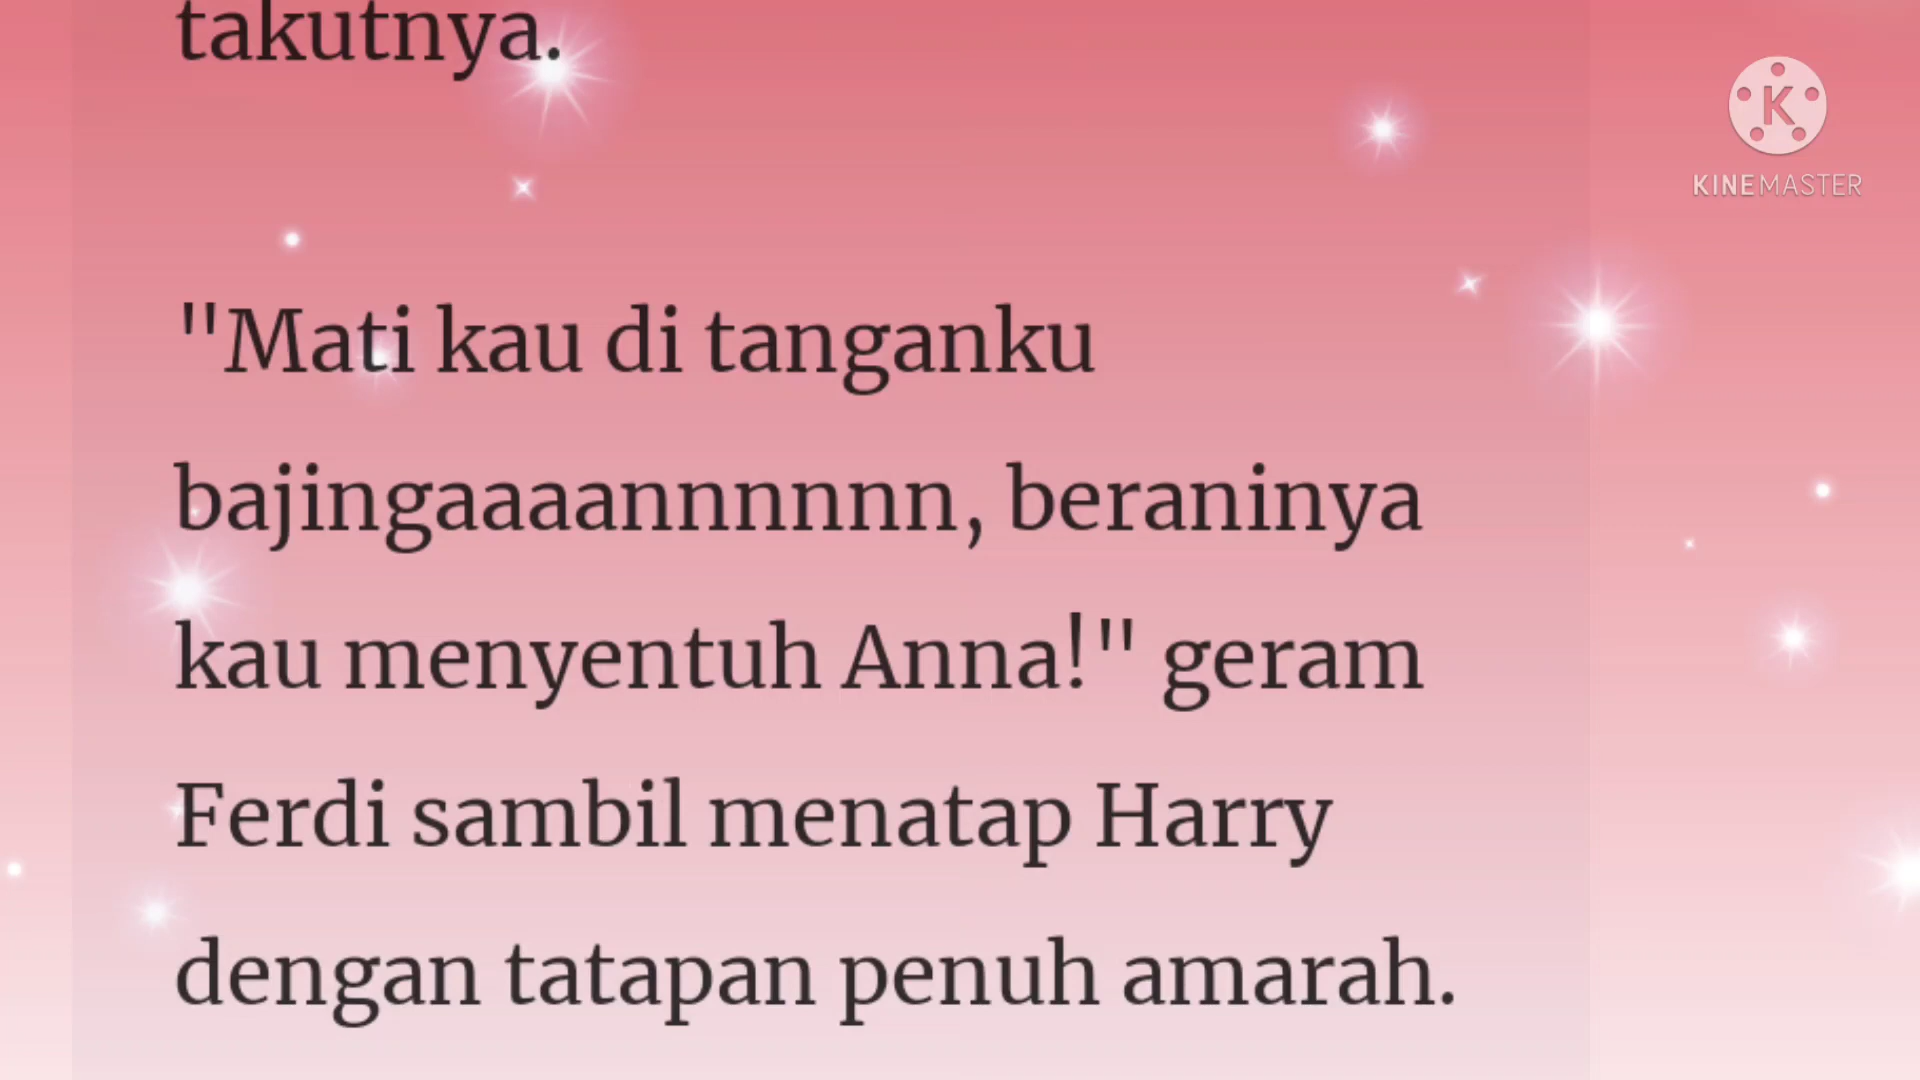 takutnya.
"Mati kau di tanganku
bajingaaaannnnnn, beraninya
kau menyentuh Anna!" geram
Ferdi sambil menatap Harry
dengan tatapan penuh amarah.
K
KINEMASTER